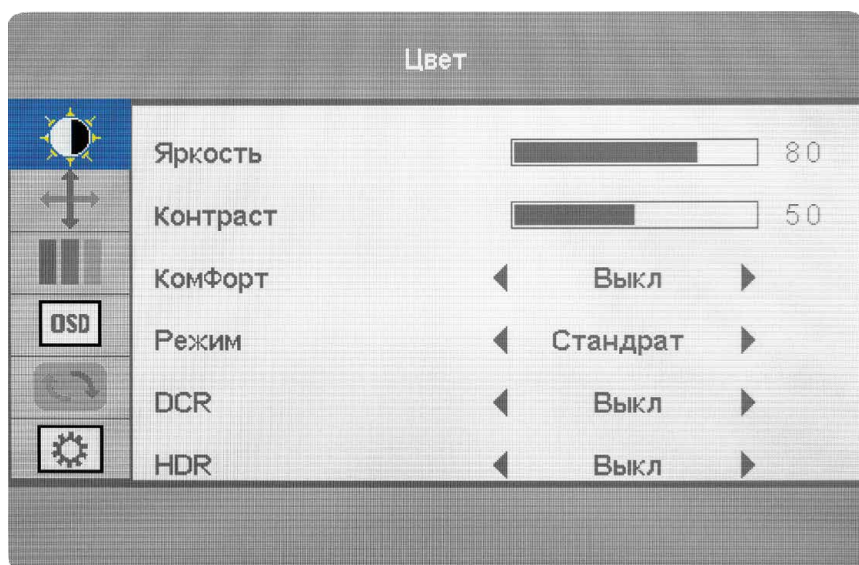 Цвет
Яркость 80
Контраст 50
КомФорт Выкл
OSD
Режим Стандрат
DCR Выкл
HDR Выкл